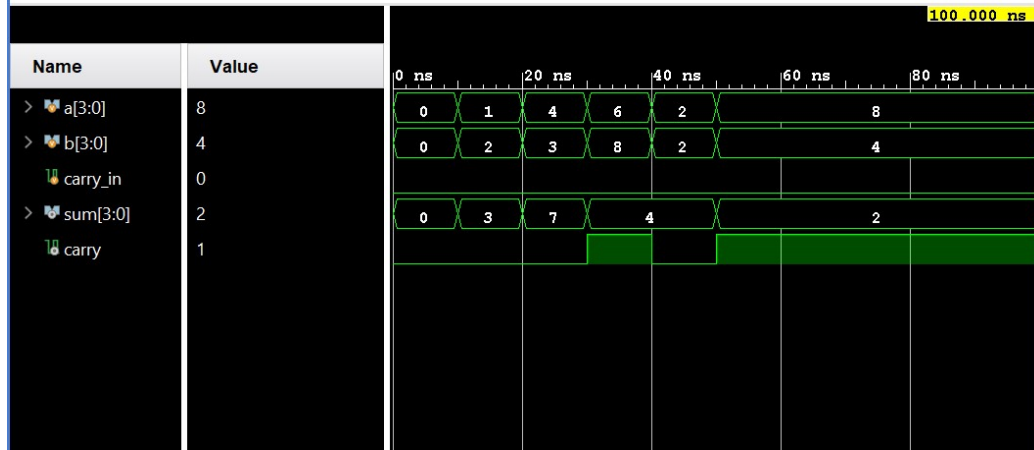 100.000 ns
Name Value
0 ns 20 ns 40 ns 60 ns 80 ns
a[3:0] 8 0 1 4 6 2 8
b[3:0] 4 0 2 3 8 2 4
carry_in 0
sum[3:0] 2 0 3 7 4 2
carry 1